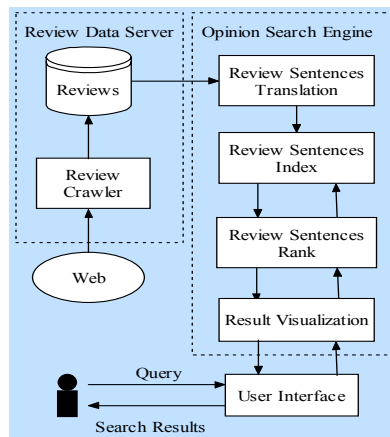 Review Data Server
Opinion Search Engine
Reviews
Review Sentences
Translation
Review
Crawler
Review Sentences
Index
Review Sentences
Rank
Web
Result Visualization
Query
User Interface
Search Results